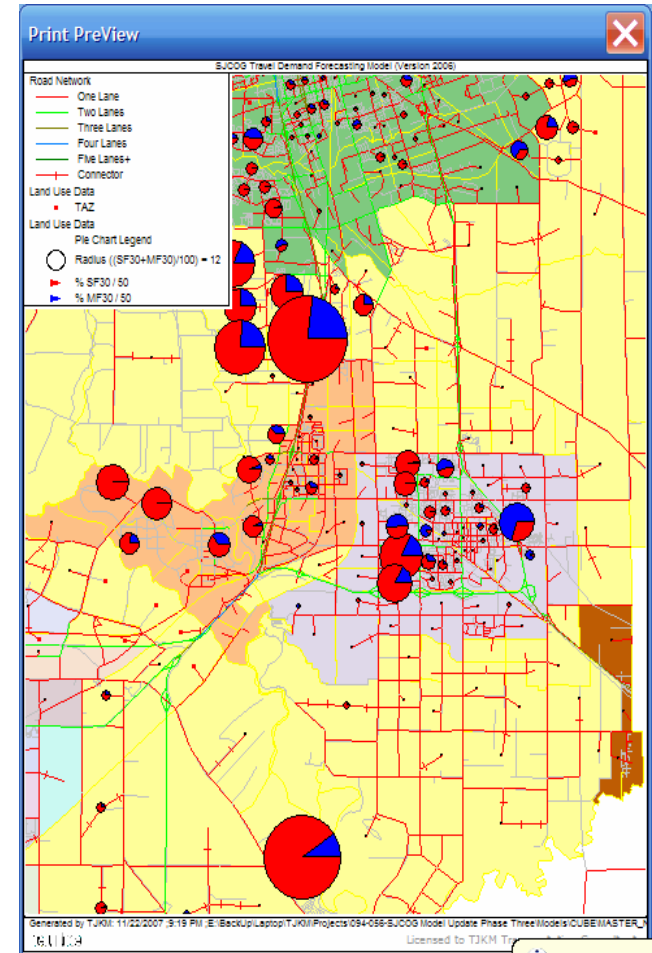 Print PreView
SJCOG Travel Demand Forecasting Model (Version 2006)
Road Network
One Lane
Two Lanes
Three Lanes
Four Lanes
Five Lanes+
Connector
Land Use Data
TAZ
Land Use Data
Pie Chart Legend
Radius ((SF30+MF30)/100) = 12
% SF30 / 50
% MF30 / 50
Generated by TJKM: 11/22/2007 ;9:19 PM ;E:\BackUp\Laptop\TJKM\Projects\094-056-SJCOG Model Update Phase Three\Models\CUBE\MASTER_N
Licensed to TJKM